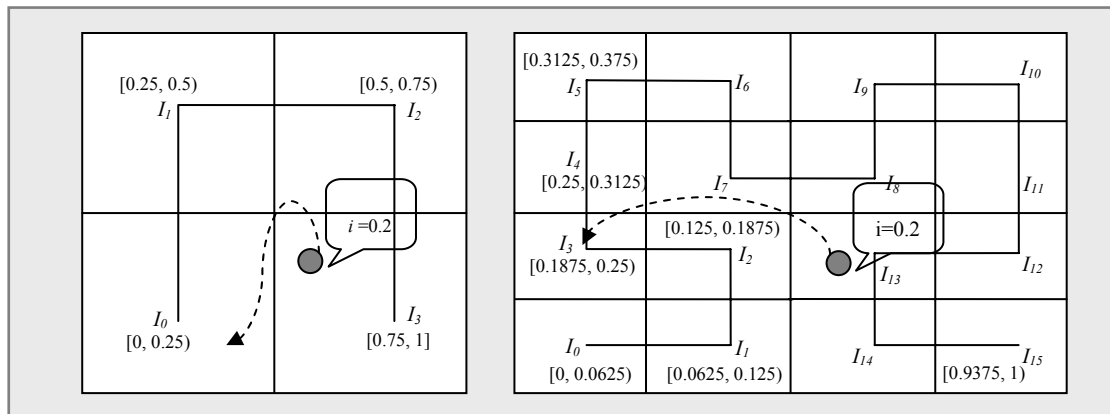 [0.25, 0.5)
[0.5, 0.75)
I1
I2
i =0.2
I0
I3
[0, 0.25)
[0.75, 1]
[0.3125, 0.375)
I5
I6
I9
I10
I4
[0.25, 0.3125)
I7
I8
I11
[0.125, 0.1875)
i=0.2
I3
[0.1875, 0.25)
I2
I13
I12
I0
I1
I14
I15
[0, 0.0625)
[0.0625, 0.125)
[0.9375, 1)